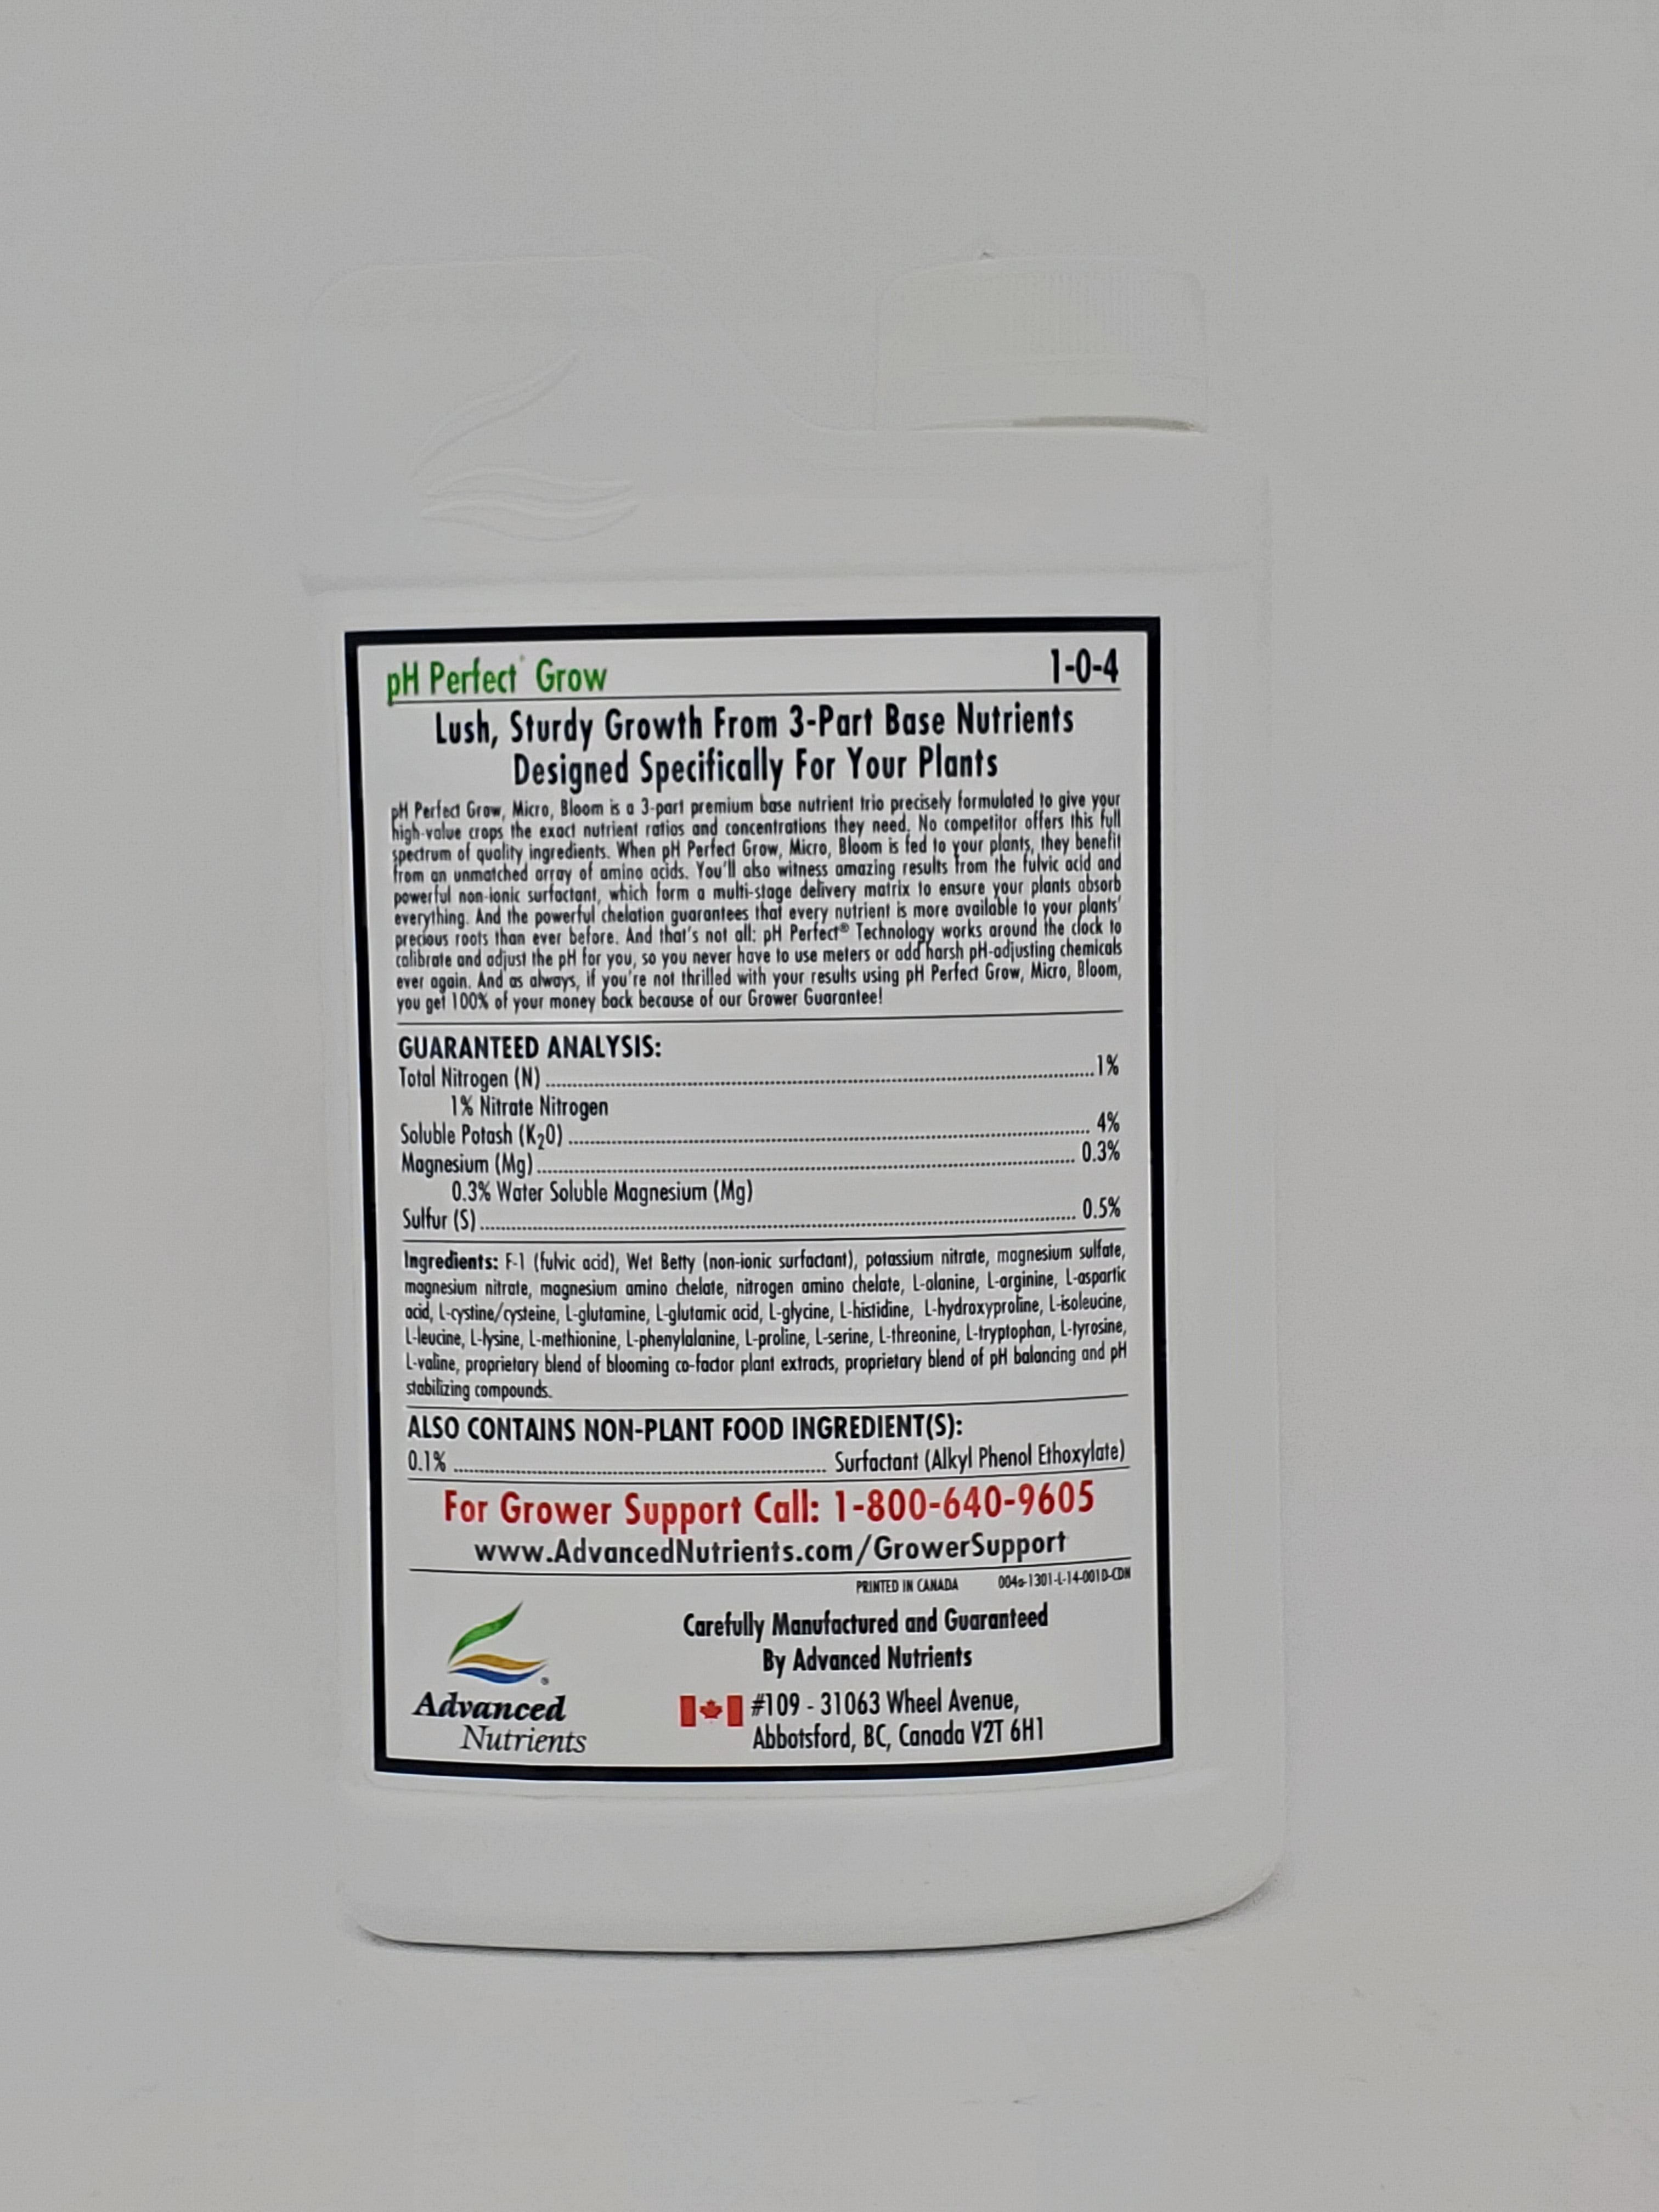 pH Perfect® Grow 1-0-4
Lush, Sturdy Growth From 3-Part Base Nutrients
Designed Specifically For Your Plants
pH Perfect Grow, Micro, Bloom is a 3-part premium base nutrient trio precisely formulated to give your
high-value crops the exact nutrient ratios and concentrations they need. No competitor offers this full
spectrum of quality ingredients. When pH Perfect Grow, Micro, Bloom is fed to your plants, they benefit
from an unmatched array of amino acids. You'll also witness amazing results from the fulvic acid and
powerful non-ionic surfactant, which form a multi-stage delivery matrix to ensure your plants absorb
everything. And the powerful chelation guarantees that every nutrient is more available to your plants'
precious roots than ever before. And that's not all: pH Perfect® Technology works around the clock to
calibrate and adjust the pH for you, so you never have to use meters or add harsh pH-adjusting chemicals
ever again. And as always, if you're not thrilled with your results using pH Perfect Grow, Micro, Bloom,
you get 100% of your money back because of our Grower Guarantee!
GUARANTEED ANALYSIS:
Total Nitrogen (N) 1%
1% Nitrate Nitrogen
Soluble Potash (K₂O) 4%
Magnesium (Mg) 0.3%
0.3% Water Soluble Magnesium (Mg)
Sulfur (S) 0.5%
Ingredients: F-1 (fulvic acid), Wet Betty (non-ionic surfactant), potassium nitrate, magnesium sulfate,
magnesium nitrate, magnesium amino chelate, nitrogen amino chelate, L-alanine, L-arginine, L-aspartic
acid, L-cystine/cysteine, L-glutamine, L-glutamic acid, L-glycine, L-histidine, L-hydroxyproline, L-isoleucine,
L-leucine, L-lysine, L-methionine, L-phenylalanine, L-proline, L-serine, L-threonine, L-tryptophan, L-tyrosine,
L-valine, proprietary blend of blooming co-factor plant extracts, proprietary blend of pH balancing and pH
stabilizing compounds.
ALSO CONTAINS NON-PLANT FOOD INGREDIENT(S):
0.1% Surfactant (Alkyl Phenol Ethoxylate)
For Grower Support Call: 1-800-640-9605
www.AdvancedNutrients.com/GrowerSupport
PRINTED IN CANADA 004a-1301-L-14-001D-CDN
Carefully Manufactured and Guaranteed
By Advanced Nutrients
#109 - 31063 Wheel Avenue,
Abbotsford, BC, Canada V2T 6H1
Advanced
Nutrients